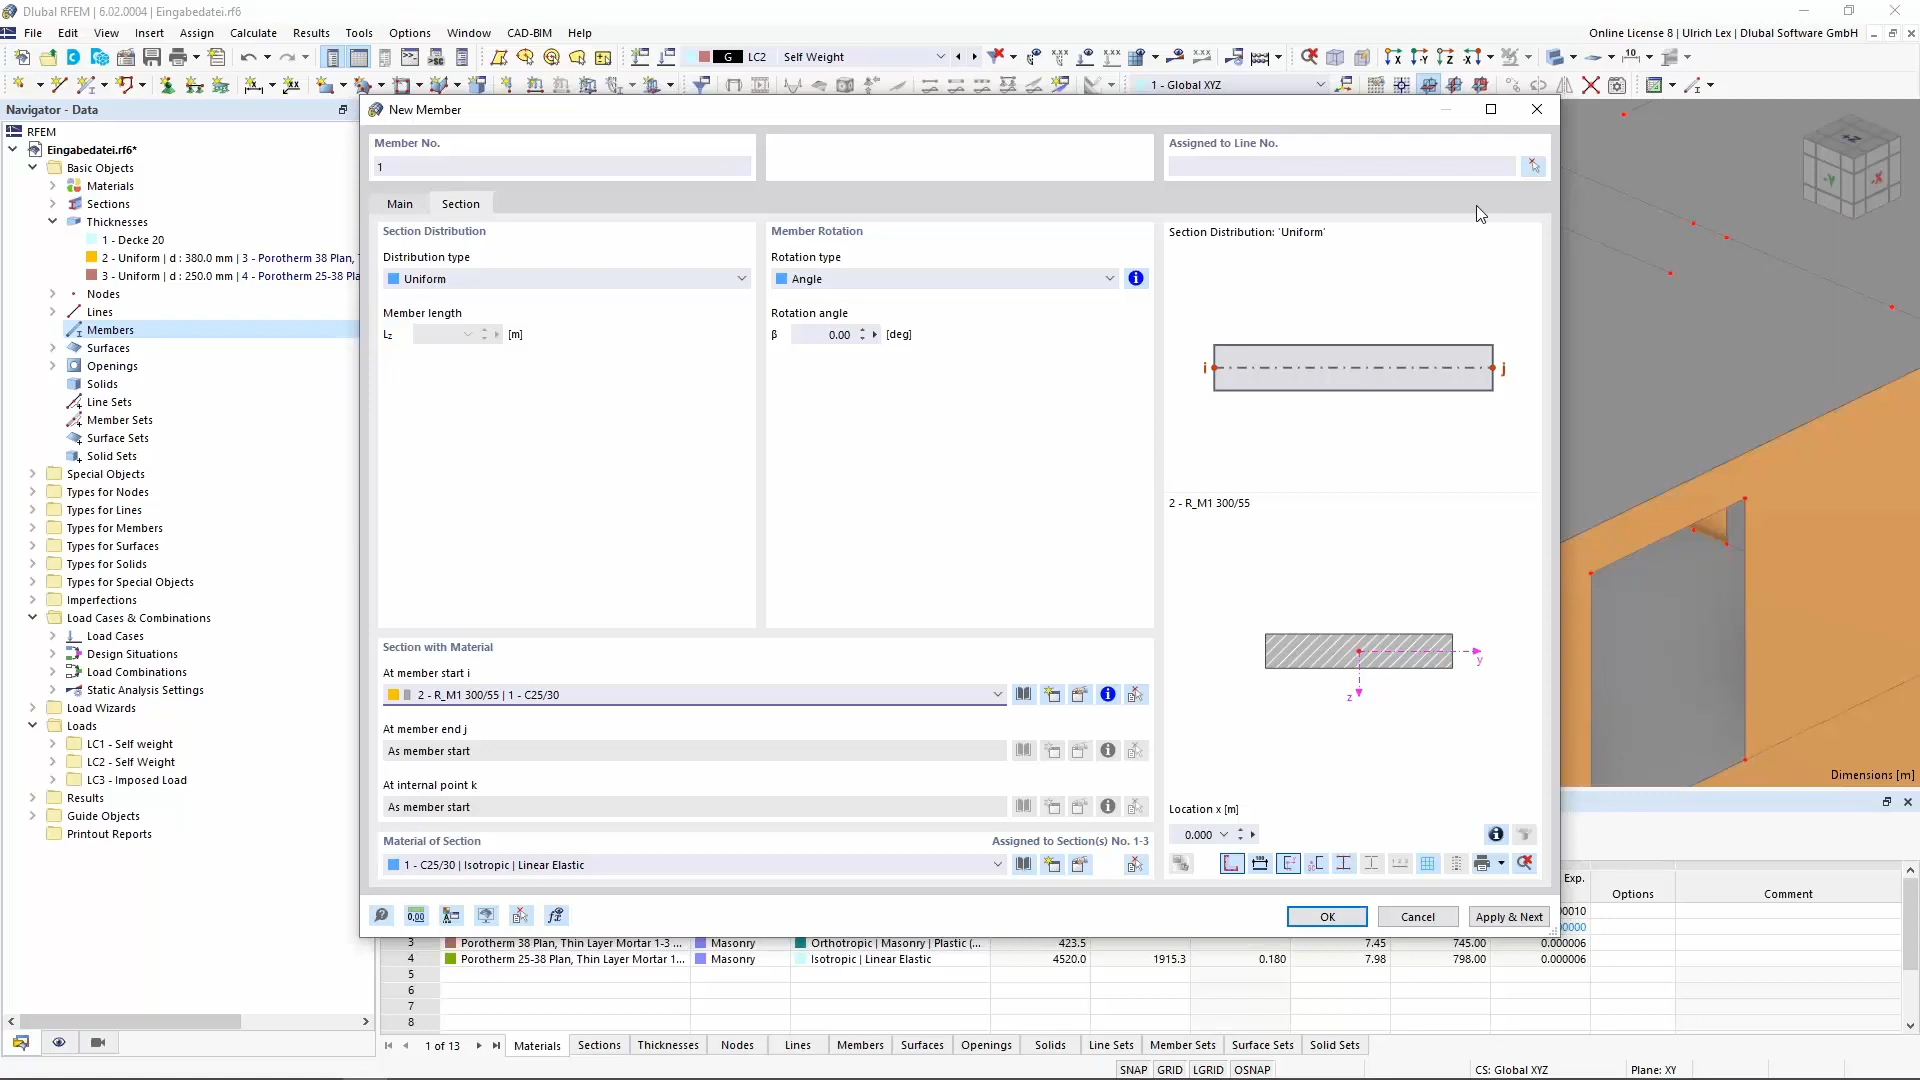 Dlubal RFEM | 6.02.0004 | Eingabedatei.rf6
File Edit View Insert Assign Calculate Results Tools Options Window CAD-BIM Help
Online License 8 | Ulrich Lex | Dlubal Software GmbH
G LC2 Self Weight
1 - Global XYZ
Navigator - Data
RFEM
Eingabedatei.rf6*
Basic Objects
Materials
Sections
Thicknesses
1 - Decke 20
2 - Uniform | d : 380.0 mm | 3 - Porotherm 38 Plan,
3 - Uniform | d : 250.0 mm | 4 - Porotherm 25-38 Pla
Nodes
Lines
Members
Surfaces
Openings
Solids
Line Sets
Member Sets
Surface Sets
Solid Sets
Special Objects
Types for Nodes
Types for Lines
Types for Members
Types for Surfaces
Types for Solids
Types for Special Objects
Imperfections
Load Cases & Combinations
Load Cases
Design Situations
Load Combinations
Static Analysis Settings
Load Wizards
Loads
LC1 - Self weight
LC2 - Self Weight
LC3 - Imposed Load
Results
Guide Objects
Printout Reports
New Member
Member No.
1
Assigned to Line No.
Main Section
Section Distribution
Distribution type
Uniform
Member length
Lz [m]
Member Rotation
Rotation type
Angle
Rotation angle
β 0.00 [deg]
Section Distribution: 'Uniform'
i j
2 - R_M1 300/55
y
z
Location x [m]
0.000
Section with Material
At member start i
2 - R_M1 300/55 | 1 - C25/30
At member end j
As member start
At internal point k
As member start
Material of Section Assigned to Section(s) No. 1-3
1 - C25/30 | Isotropic | Linear Elastic
OK Cancel Apply & Next
+Z -Y -X
Dimensions [m]
Exp. Options Comment
00010
00000
3 Porotherm 38 Plan, Thin Layer Mortar 1-3 ... Masonry Orthotropic | Masonry | Plastic (... 423.5 7.45 745.00 0.000006
4 Porotherm 25-38 Plan, Thin Layer Mortar 1... Masonry Isotropic | Linear Elastic 4520.0 1915.3 0.180 7.98 798.00 0.000006
5
6
7
8
1 of 13 Materials Sections Thicknesses Nodes Lines Members Surfaces Openings Solids Line Sets Member Sets Surface Sets Solid Sets
SNAP GRID LGRID OSNAP CS: Global XYZ Plane: XY